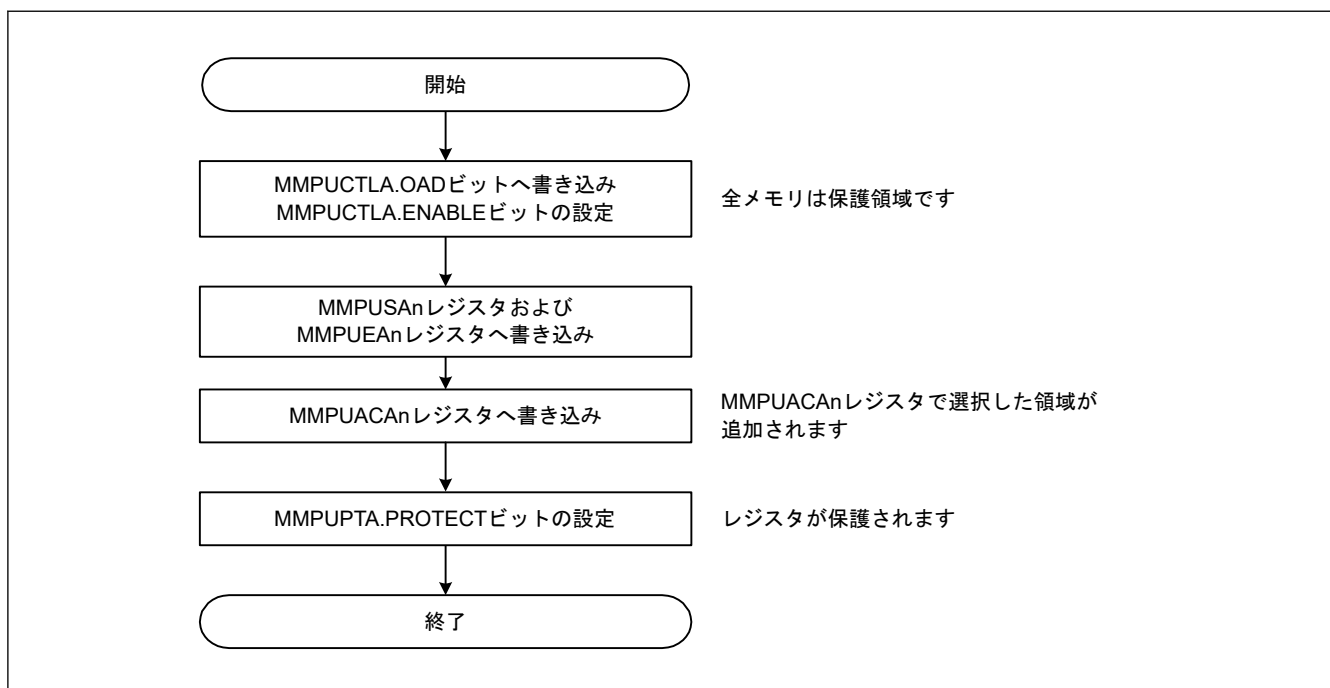 開始
MMPUCTLA.OADビットへ書き込み
MMPUCTLA.ENABLEビットの設定
全メモリは保護領域です
MMPUSAnレジスタおよび
MMPUEAnレジスタへ書き込み
MMPUACAnレジスタへ書き込み
MMPUACAnレジスタで選択した領域が
追加されます
MMPUPTA.PROTECTビットの設定
レジスタが保護されます
終了